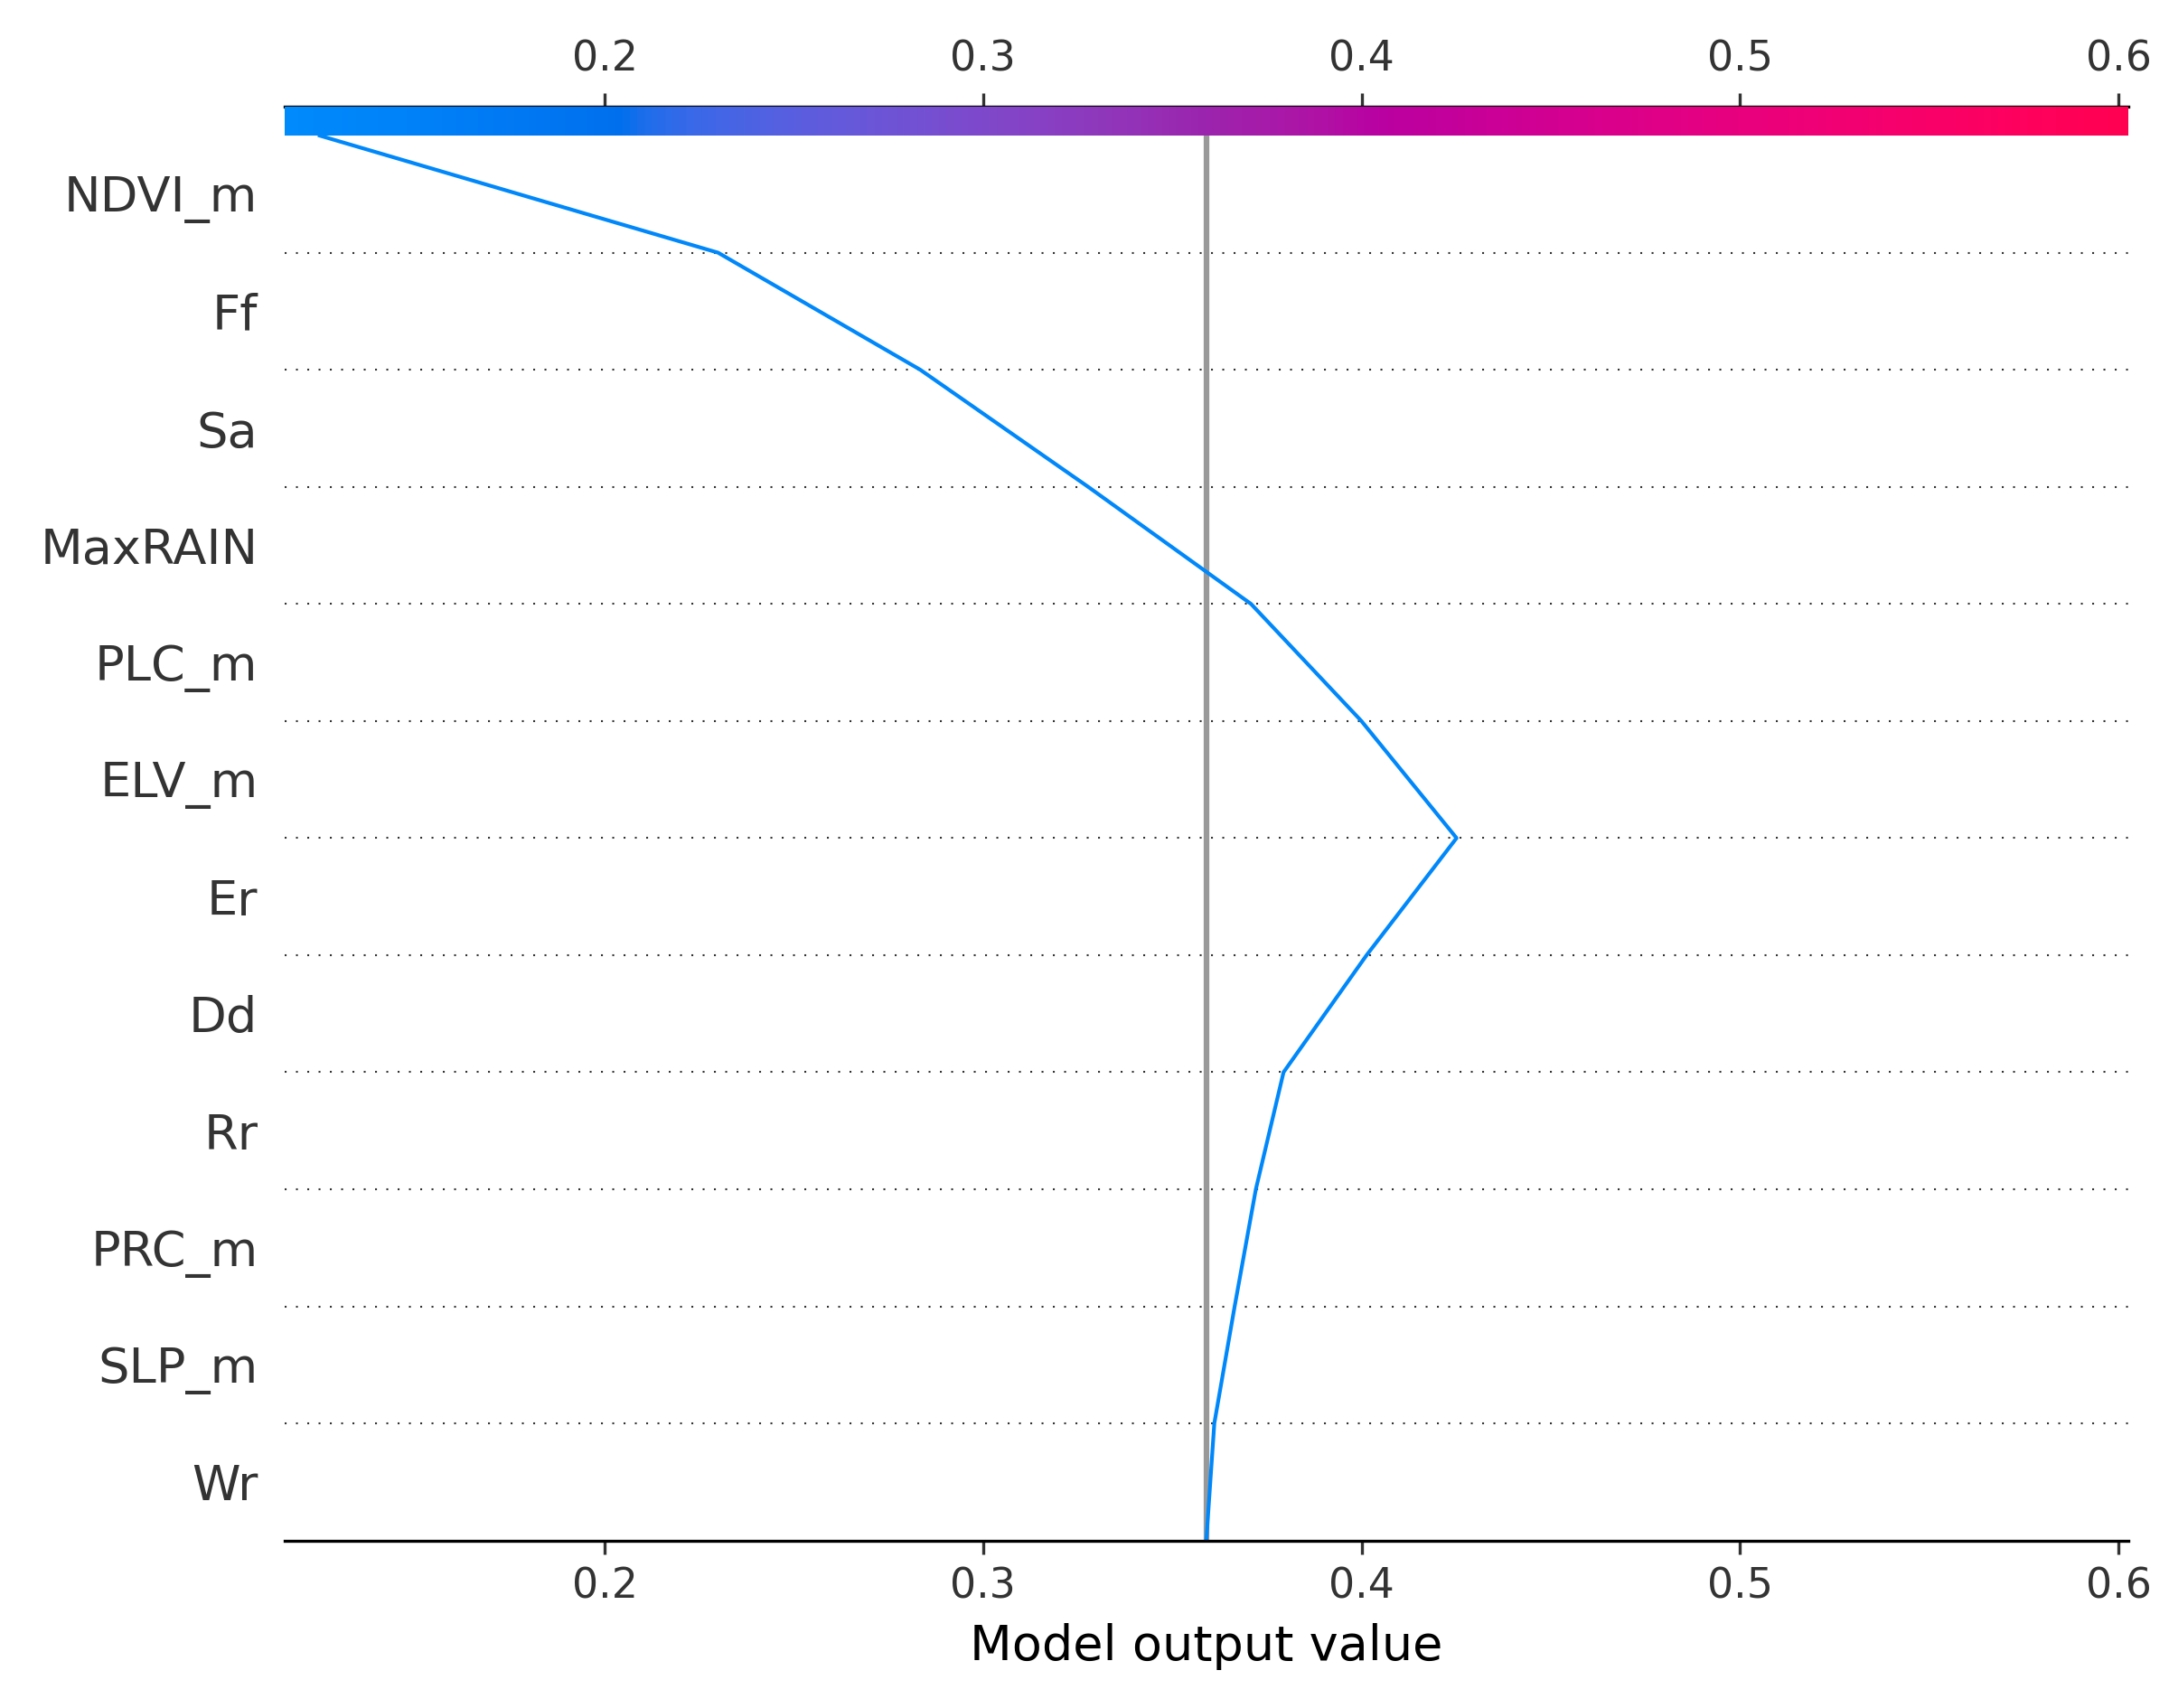 0.2 0.3 0.4 0.5 0.6
NDVI_m
Ff
Sa
MaxRAIN
PLC_m
ELV_m
Er
Dd
Rr
PRC_m
SLP_m
Wr
0.2 0.3 0.4 0.5 0.6
Model output value